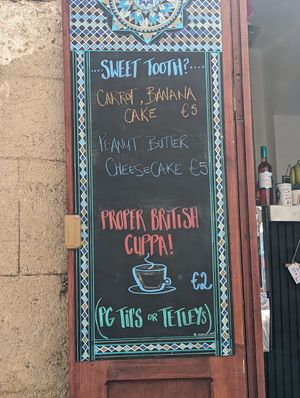 ...SWEET TOOTH?...
CARROT, BANANA
CAKE €5
PEANUT BUTTER
CHEESECAKE €5
PROPER BRITISH
CUPPA!
€2
(PG TIPS OR TETLEYS)